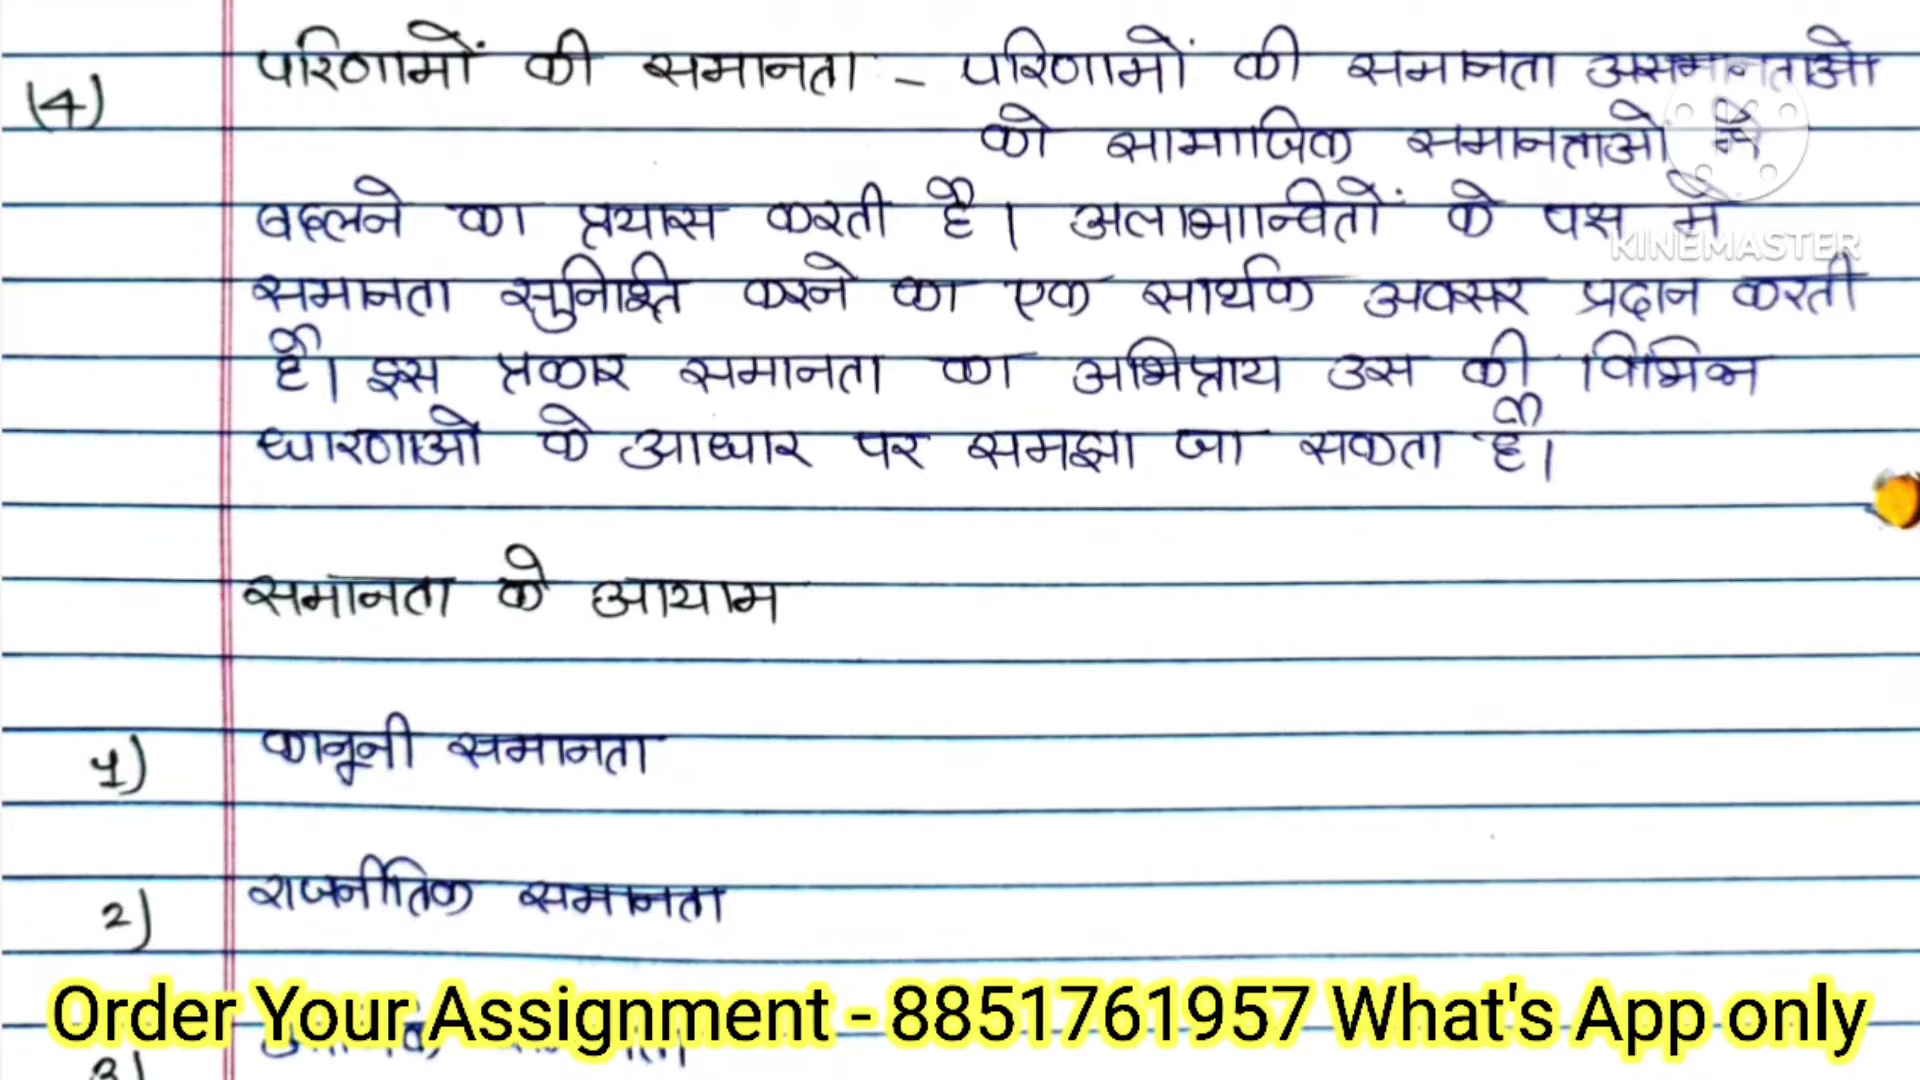 (4) परिणामों की समानता - परिणामों की समानता असमानताओ
को सामाजिक समानताओ में
बदलने का प्रयास करती है। अलाभान्वितों के पक्ष मे
KINEMASTER
समानता सुनिश्ति करने का एक सार्थक अवसर प्रदान करती
है। इस प्रकार समानता का अभिप्राय उस की विभिन्न
धारणाओ के आधार पर समझा जा सकता है।
समानता के आयाम
1) कानूनी समानता
2) राजनीतिक समानता
Order Your Assignment - 8851761957 What's App only
3)